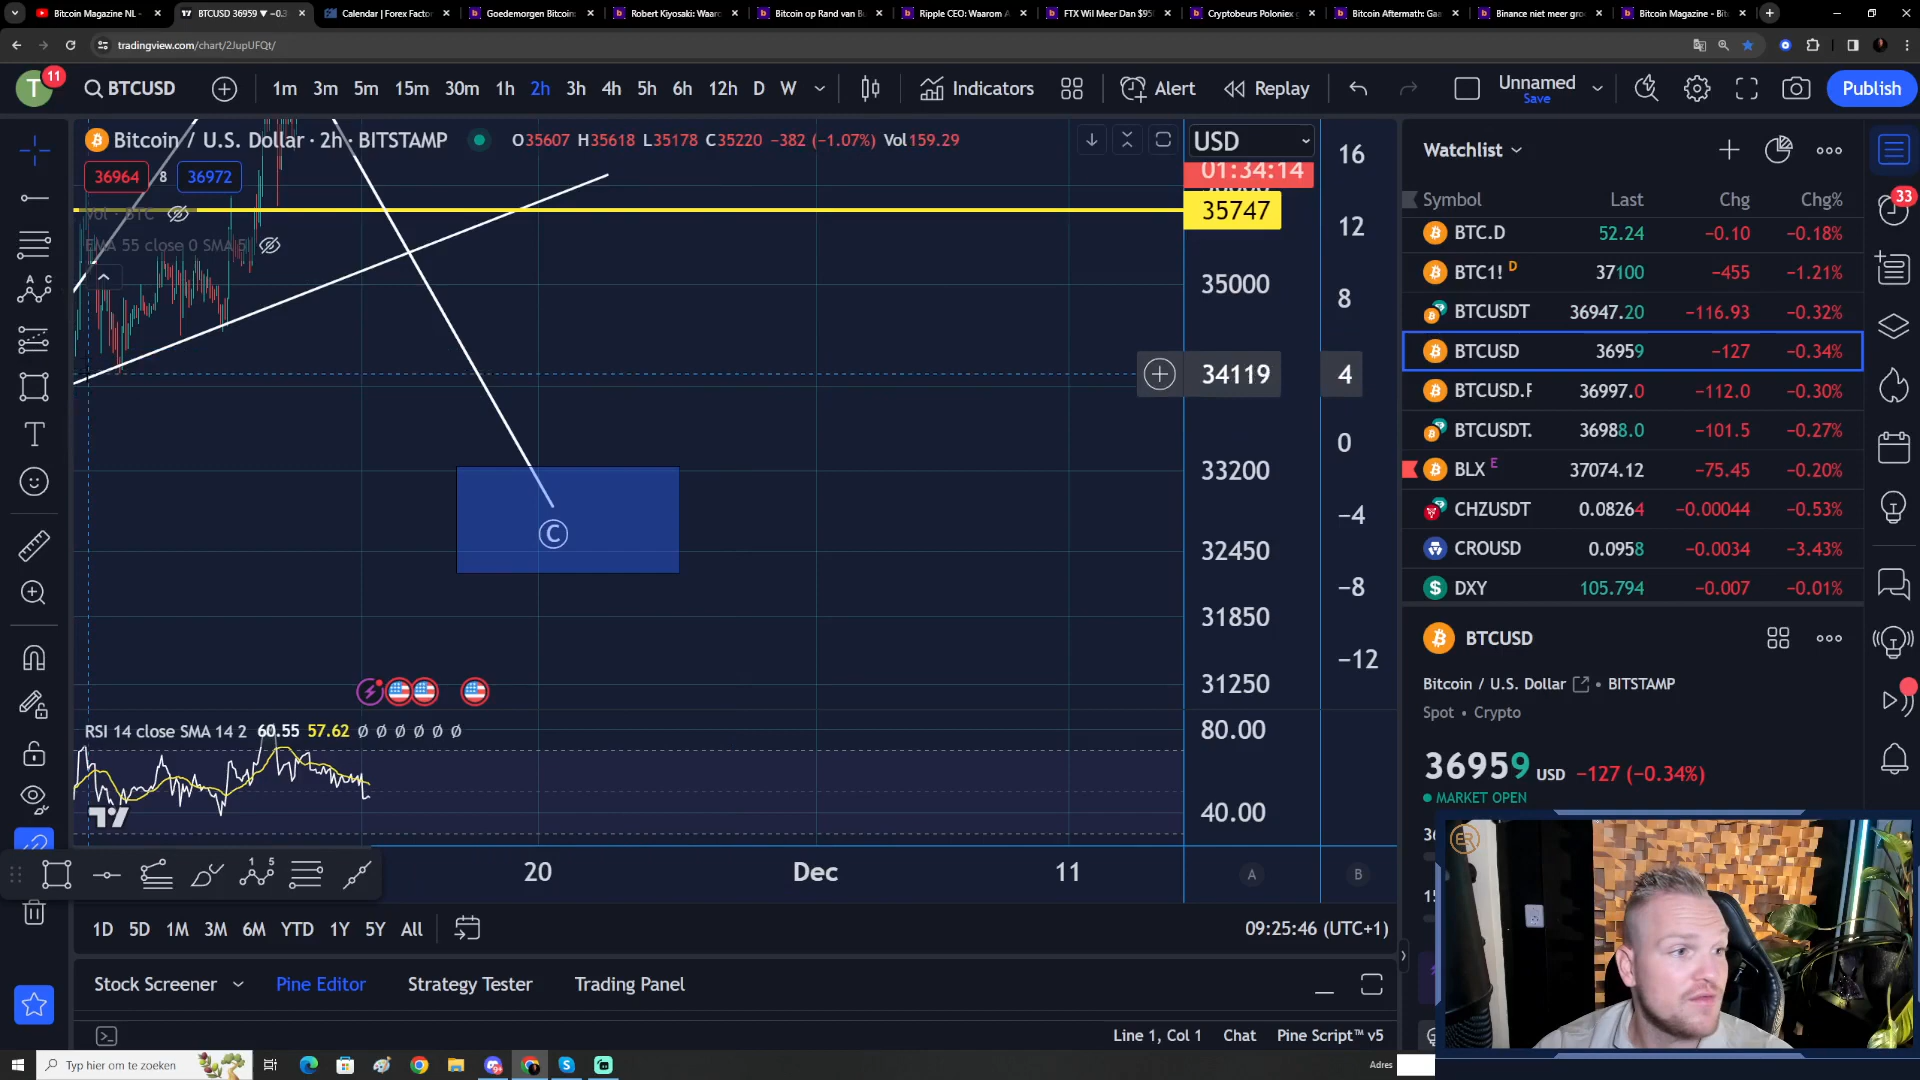 Bitcoin Magazine NL -
BTCUSD 36959 ▼ −0.3
Calendar | Forex Factor
Goedemorgen Bitcoin
Robert Kiyosaki: Waar
Bitcoin op Rand van Bu
Ripple CEO: Waarom A
FTX Wil Meer Dan $95
Cryptobeurs Poloniex
Bitcoin Aftermath: Ga
Binance niet meer gro
Bitcoin Magazine - Bit
tradingview.com/chart/2JupUFQt/
T 11 BTCUSD 1m 3m 5m 15m 30m 1h 2h 3h 4h 5h 6h 12h D W Indicators Alert Replay Unnamed Save Publish
Bitcoin / U.S. Dollar · 2h · BITSTAMP O35607 H35618 L35178 C35220 −382 (−1.07%) Vol159.29
36964 8 36972
Vol · BTC
EMA 55 close 0 SMA 5
USD
01:34:14
35747
35000
34119
33200
32450
31850
31250
80.00
40.00
16
12
8
4
0
−4
−8
−12
C
RSI 14 close SMA 14 2 60.55 57.62 ∅ ∅ ∅ ∅ ∅ ∅
20 Dec 11 A B
1D 5D 1M 3M 6M YTD 1Y 5Y All 09:25:46 (UTC+1)
Stock Screener Pine Editor Strategy Tester Trading Panel
Line 1, Col 1 Chat Pine Script™ v5
Watchlist
Symbol Last Chg Chg%
BTC.D 52.24 −0.10 −0.18%
BTC1! D 37100 −455 −1.21%
BTCUSDT 36947.20 −116.93 −0.32%
BTCUSD 36959 −127 −0.34%
BTCUSD.F 36997.0 −112.0 −0.30%
BTCUSDT. 36988.0 −101.5 −0.27%
BLX E 37074.12 −75.45 −0.20%
CHZUSDT 0.08264 −0.00044 −0.53%
CROUSD 0.0958 −0.0034 −3.43%
DXY 105.794 −0.007 −0.01%
33
BTCUSD
Bitcoin / U.S. Dollar • BITSTAMP
Spot • Crypto
36959 USD −127 (−0.34%)
MARKET OPEN
Typ hier om te zoeken
Adres